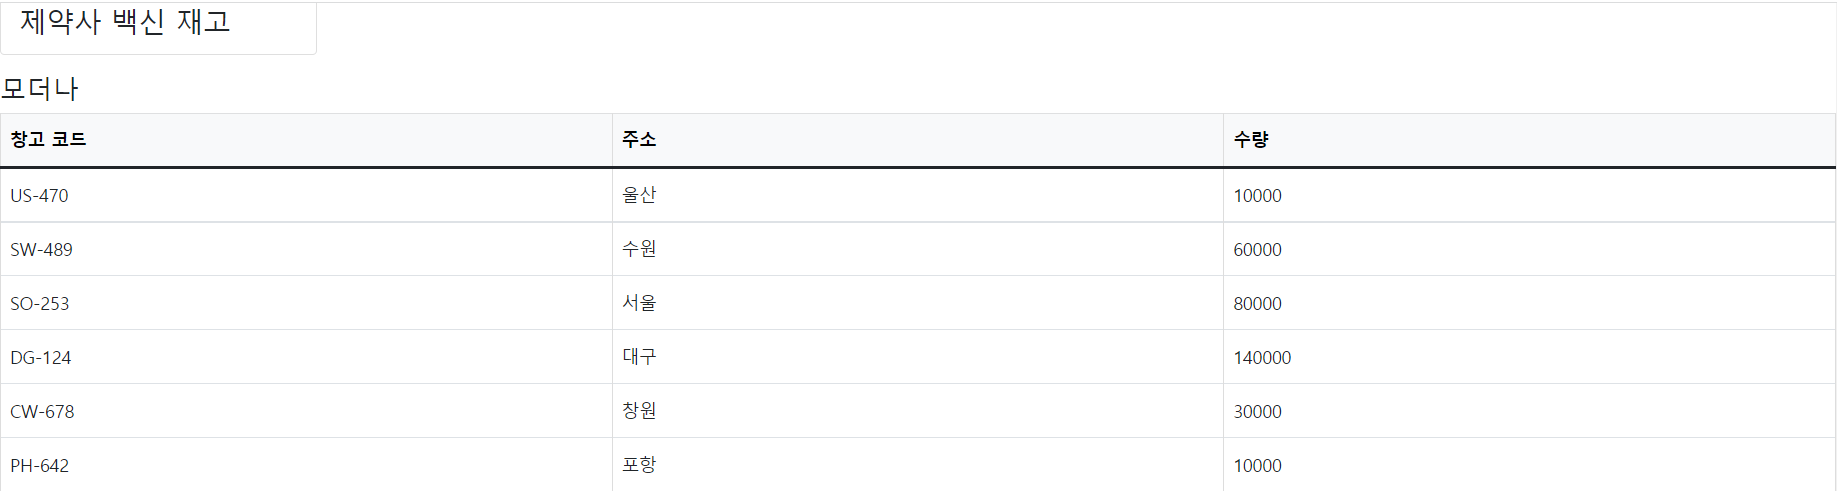 제약사 백신 재고
모더나
창고 코드 주소 수량
US-470 울산 10000
SW-489 수원 60000
SO-253 서울 80000
DG-124 대구 140000
CW-678 창원 30000
PH-642 포항 10000